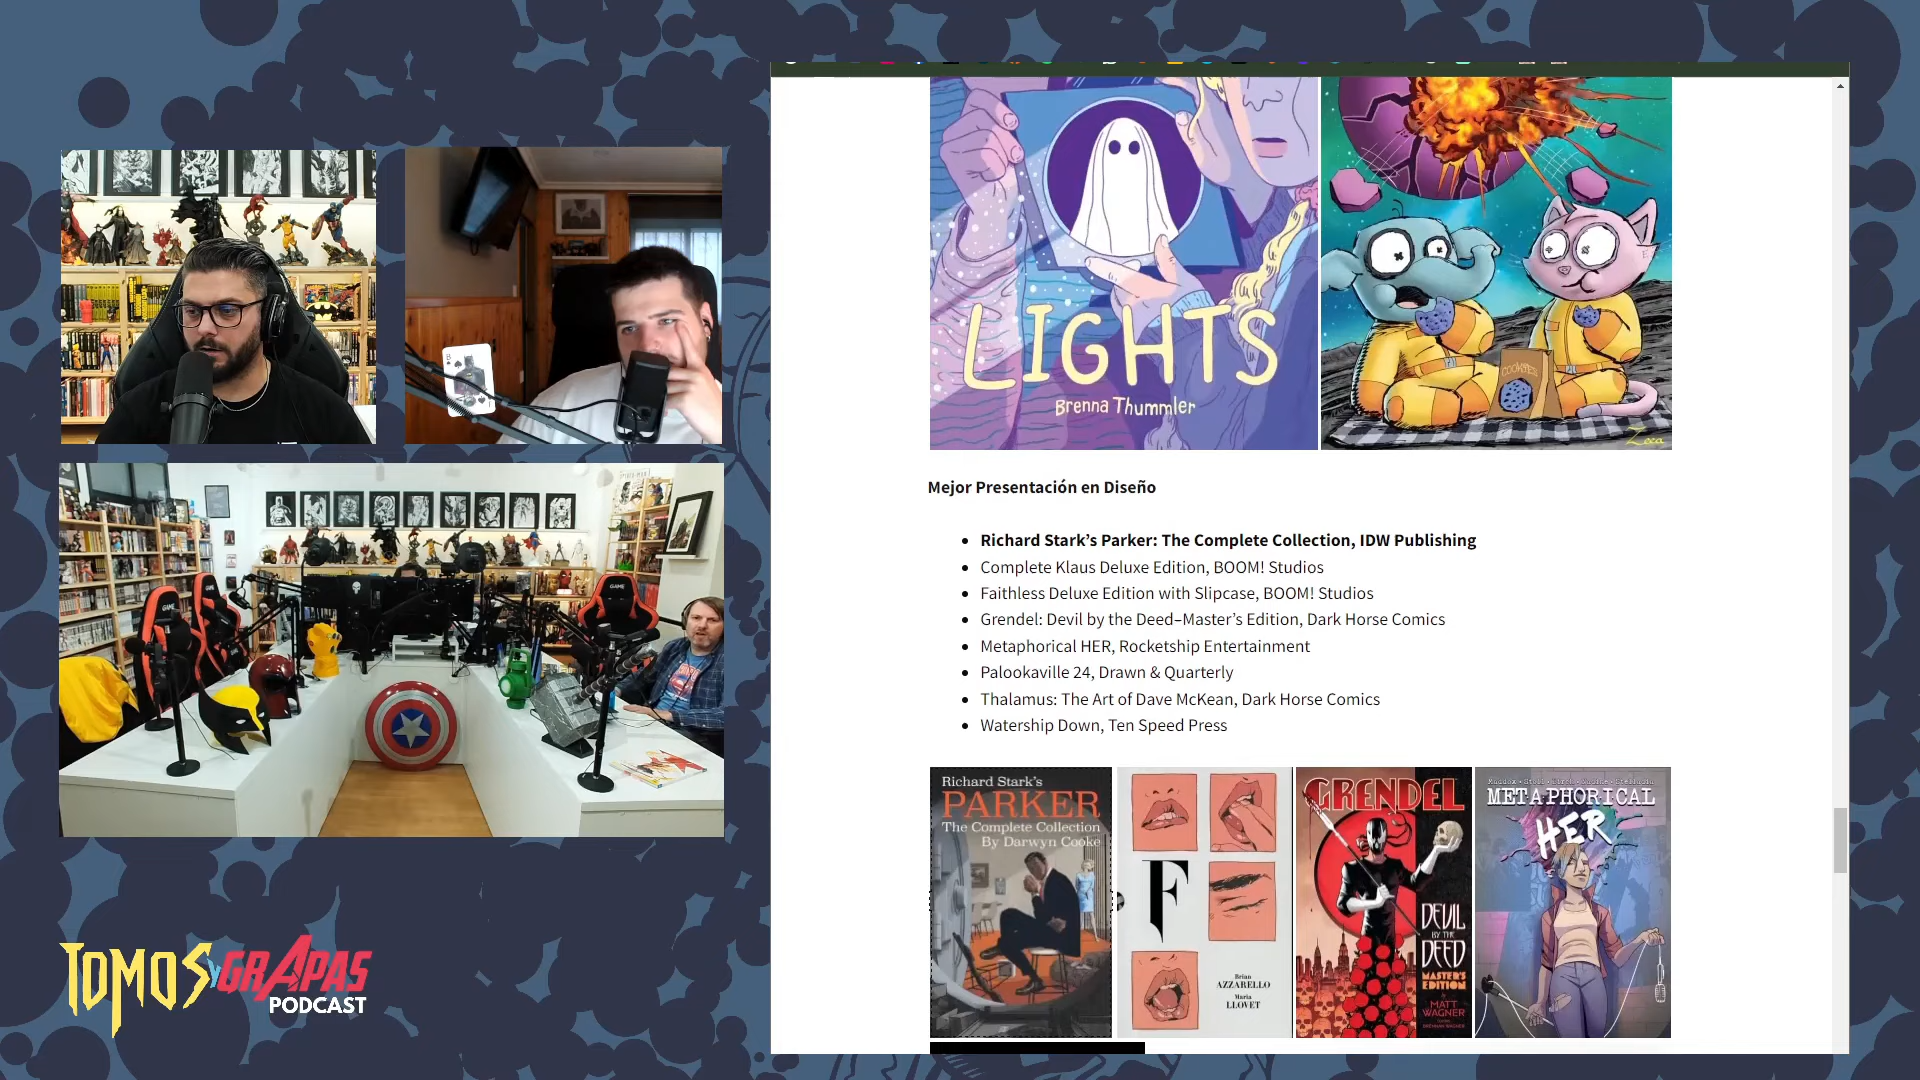 LIGHTS
Brenna Thummler
COOKIES
Zeea
Mejor Presentación en Diseño
Richard Stark's Parker: The Complete Collection, IDW Publishing
Complete Klaus Deluxe Edition, BOOM! Studios
Faithless Deluxe Edition with Slipcase, BOOM! Studios
Grendel: Devil by the Deed–Master's Edition, Dark Horse Comics
Metaphorical HER, Rocketship Entertainment
Palookaville 24, Drawn & Quarterly
Thalamus: The Art of Dave McKean, Dark Horse Comics
Watership Down, Ten Speed Press
Richard Stark's
PARKER
The Complete Collection
By Darwyn Cooke
F
Brian
AZZARELLO
Maria
LLOVET
GRENDEL
DEVIL
BY THE
DEED
MASTER'S
EDITION
MATT
WAGNER
METAPHORICAL
HER
TOMOS Y GRAPAS
PODCAST